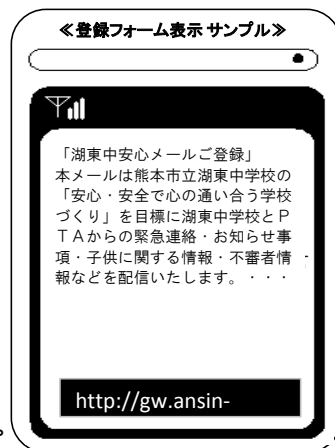 ≪登録フォーム表示 サンプル≫
「湖東中安心メールご登録」
本メールは熊本市立湖東中学校の
「安心・安全で心の通い合う学校
づくり」を目標に湖東中学校とＰ
ＴＡからの緊急連絡・お知らせ事
項・子供に関する情報・不審者情
報などを配信いたします。・・・
http://gw.ansin-